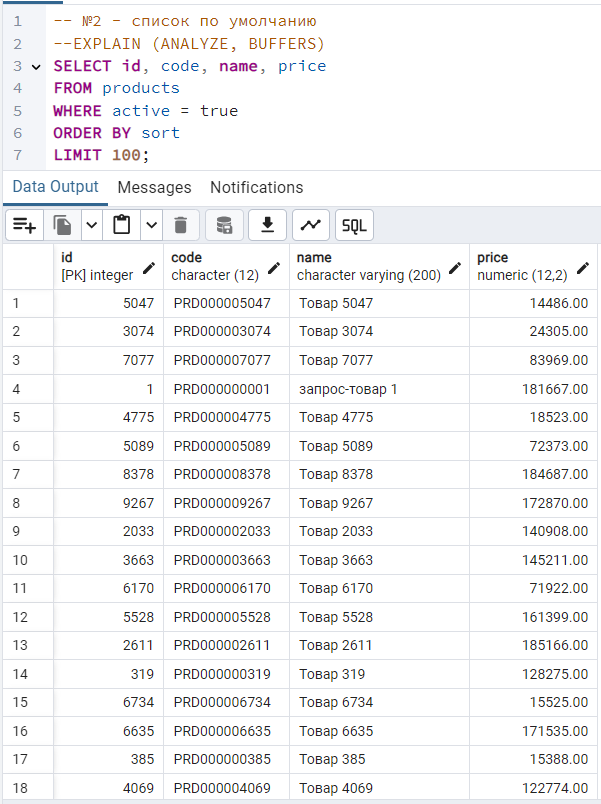 1 -- №2 - список по умолчанию
2 --EXPLAIN (ANALYZE, BUFFERS)
3 SELECT id, code, name, price
4 FROM products
5 WHERE active = true
6 ORDER BY sort
7 LIMIT 100;
Data Output Messages Notifications
SQL
id code name price
[PK] integer character (12) character varying (200) numeric (12,2)
1 5047 PRD000005047 Товар 5047 14486.00
2 3074 PRD000003074 Товар 3074 24305.00
3 7077 PRD000007077 Товар 7077 83969.00
4 1 PRD000000001 запрос-товар 1 181667.00
5 4775 PRD000004775 Товар 4775 18523.00
6 5089 PRD000005089 Товар 5089 72373.00
7 8378 PRD000008378 Товар 8378 184687.00
8 9267 PRD000009267 Товар 9267 172870.00
9 2033 PRD000002033 Товар 2033 140908.00
10 3663 PRD000003663 Товар 3663 145211.00
11 6170 PRD000006170 Товар 6170 71922.00
12 5528 PRD000005528 Товар 5528 161399.00
13 2611 PRD000002611 Товар 2611 185166.00
14 319 PRD000000319 Товар 319 128275.00
15 6734 PRD000006734 Товар 6734 15525.00
16 6635 PRD000006635 Товар 6635 171535.00
17 385 PRD000000385 Товар 385 15388.00
18 4069 PRD000004069 Товар 4069 122774.00